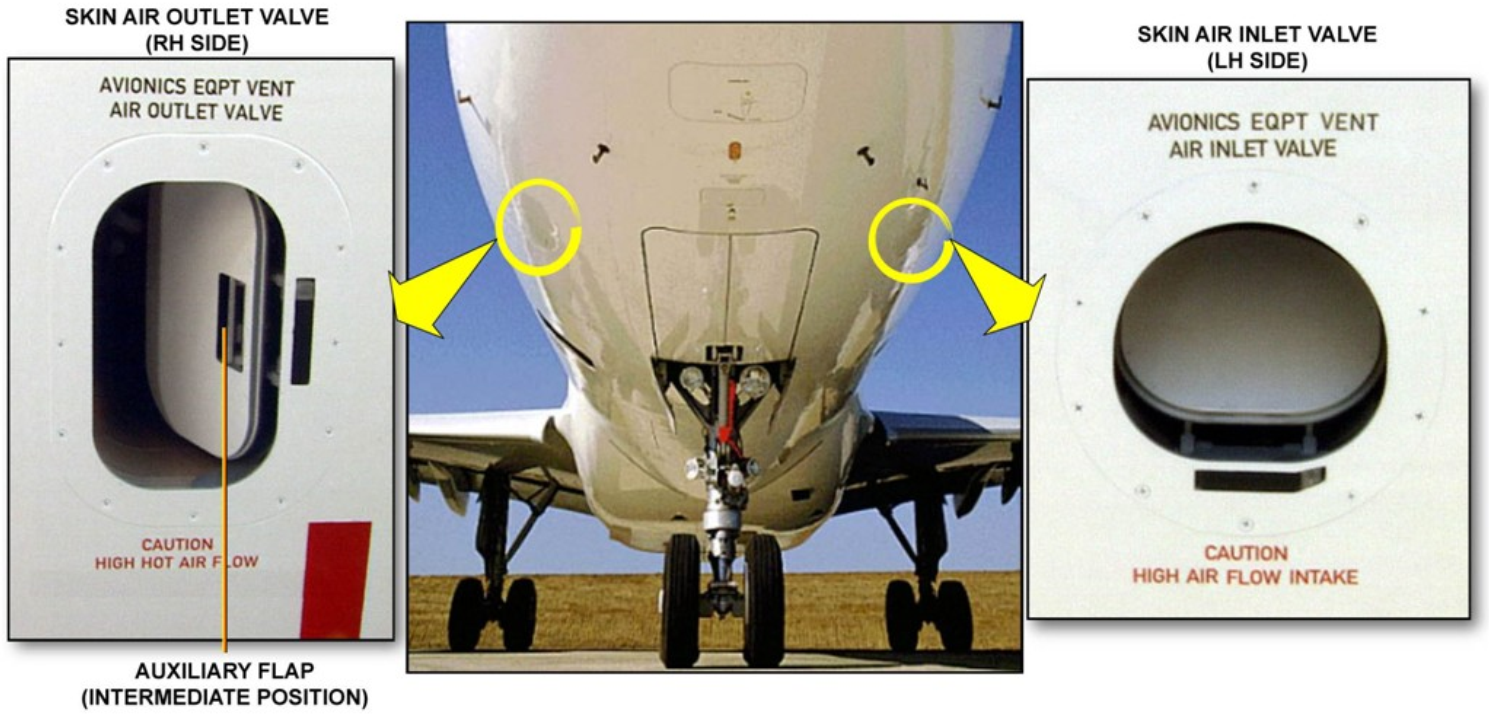 SKIN AIR OUTLET VALVE
(RH SIDE)
AVIONICS EQPT VENT
AIR OUTLET VALVE
CAUTION
HIGH HOT AIR FLOW
AUXILIARY FLAP
(INTERMEDIATE POSITION)
SKIN AIR INLET VALVE
(LH SIDE)
AVIONICS EQPT VENT
AIR INLET VALVE
CAUTION
HIGH AIR FLOW INTAKE